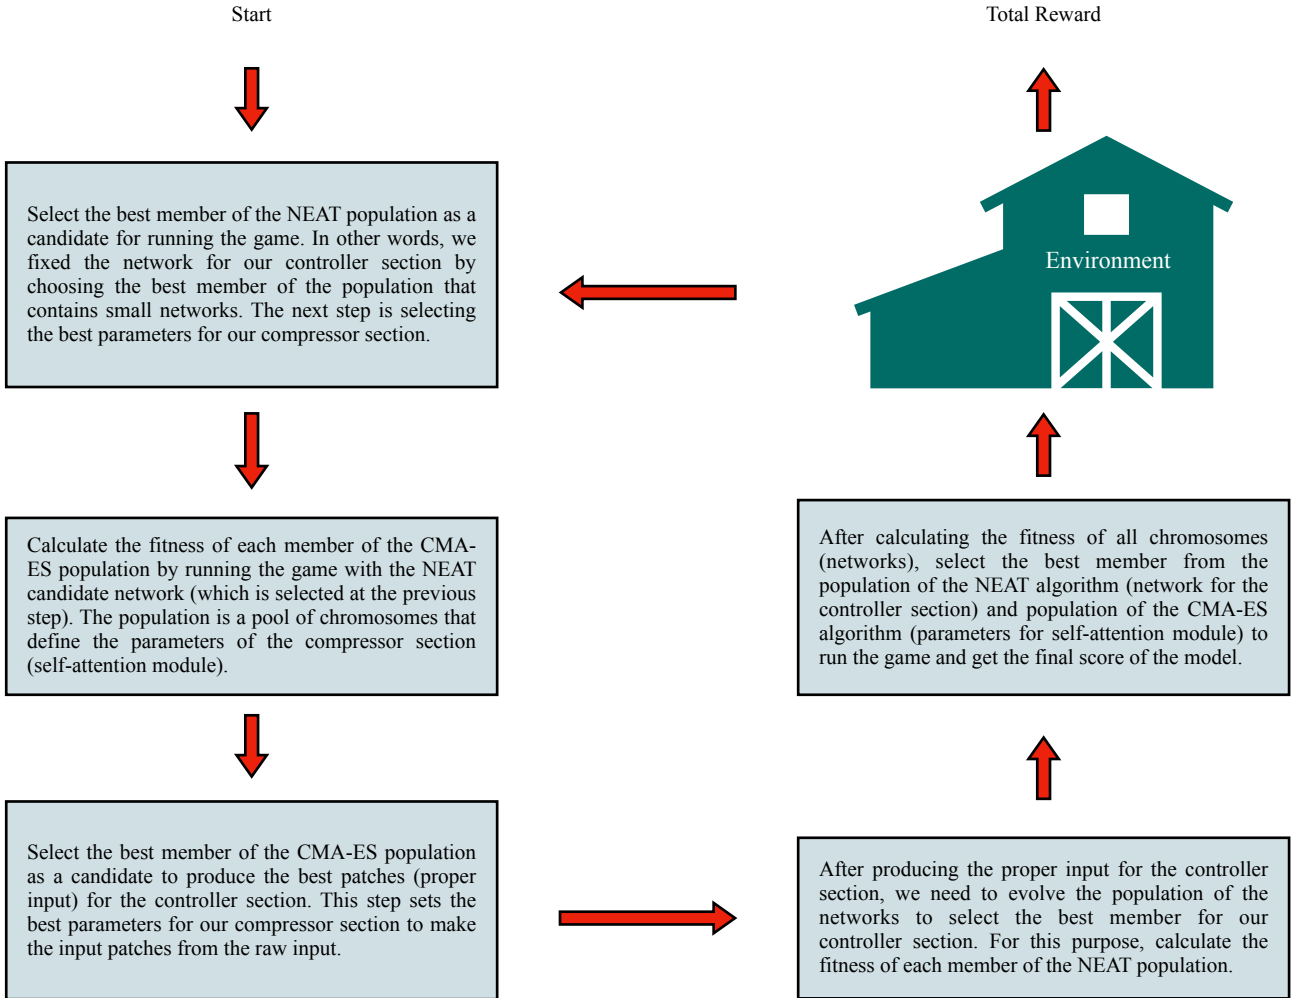 Start
Select the best member of the NEAT population as a
candidate for running the game. In other words, we
fixed the network for our controller section by
choosing the best member of the population that
contains small networks. The next step is selecting
the best parameters for our compressor section.
Calculate the fitness of each member of the CMA-
ES population by running the game with the NEAT
candidate network (which is selected at the previous
step). The population is a pool of chromosomes that
define the parameters of the compressor section
(self-attention module).
Select the best member of the CMA-ES population
as a candidate to produce the best patches (proper
input) for the controller section. This step sets the
best parameters for our compressor section to make
the input patches from the raw input.
After producing the proper input for the controller
section, we need to evolve the population of the
networks to select the best member for our
controller section. For this purpose, calculate the
fitness of each member of the NEAT population.
After calculating the fitness of all chromosomes
(networks), select the best member from the
population of the NEAT algorithm (network for the
controller section) and population of the CMA-ES
algorithm (parameters for self-attention module) to
run the game and get the final score of the model.
Environment
Total Reward